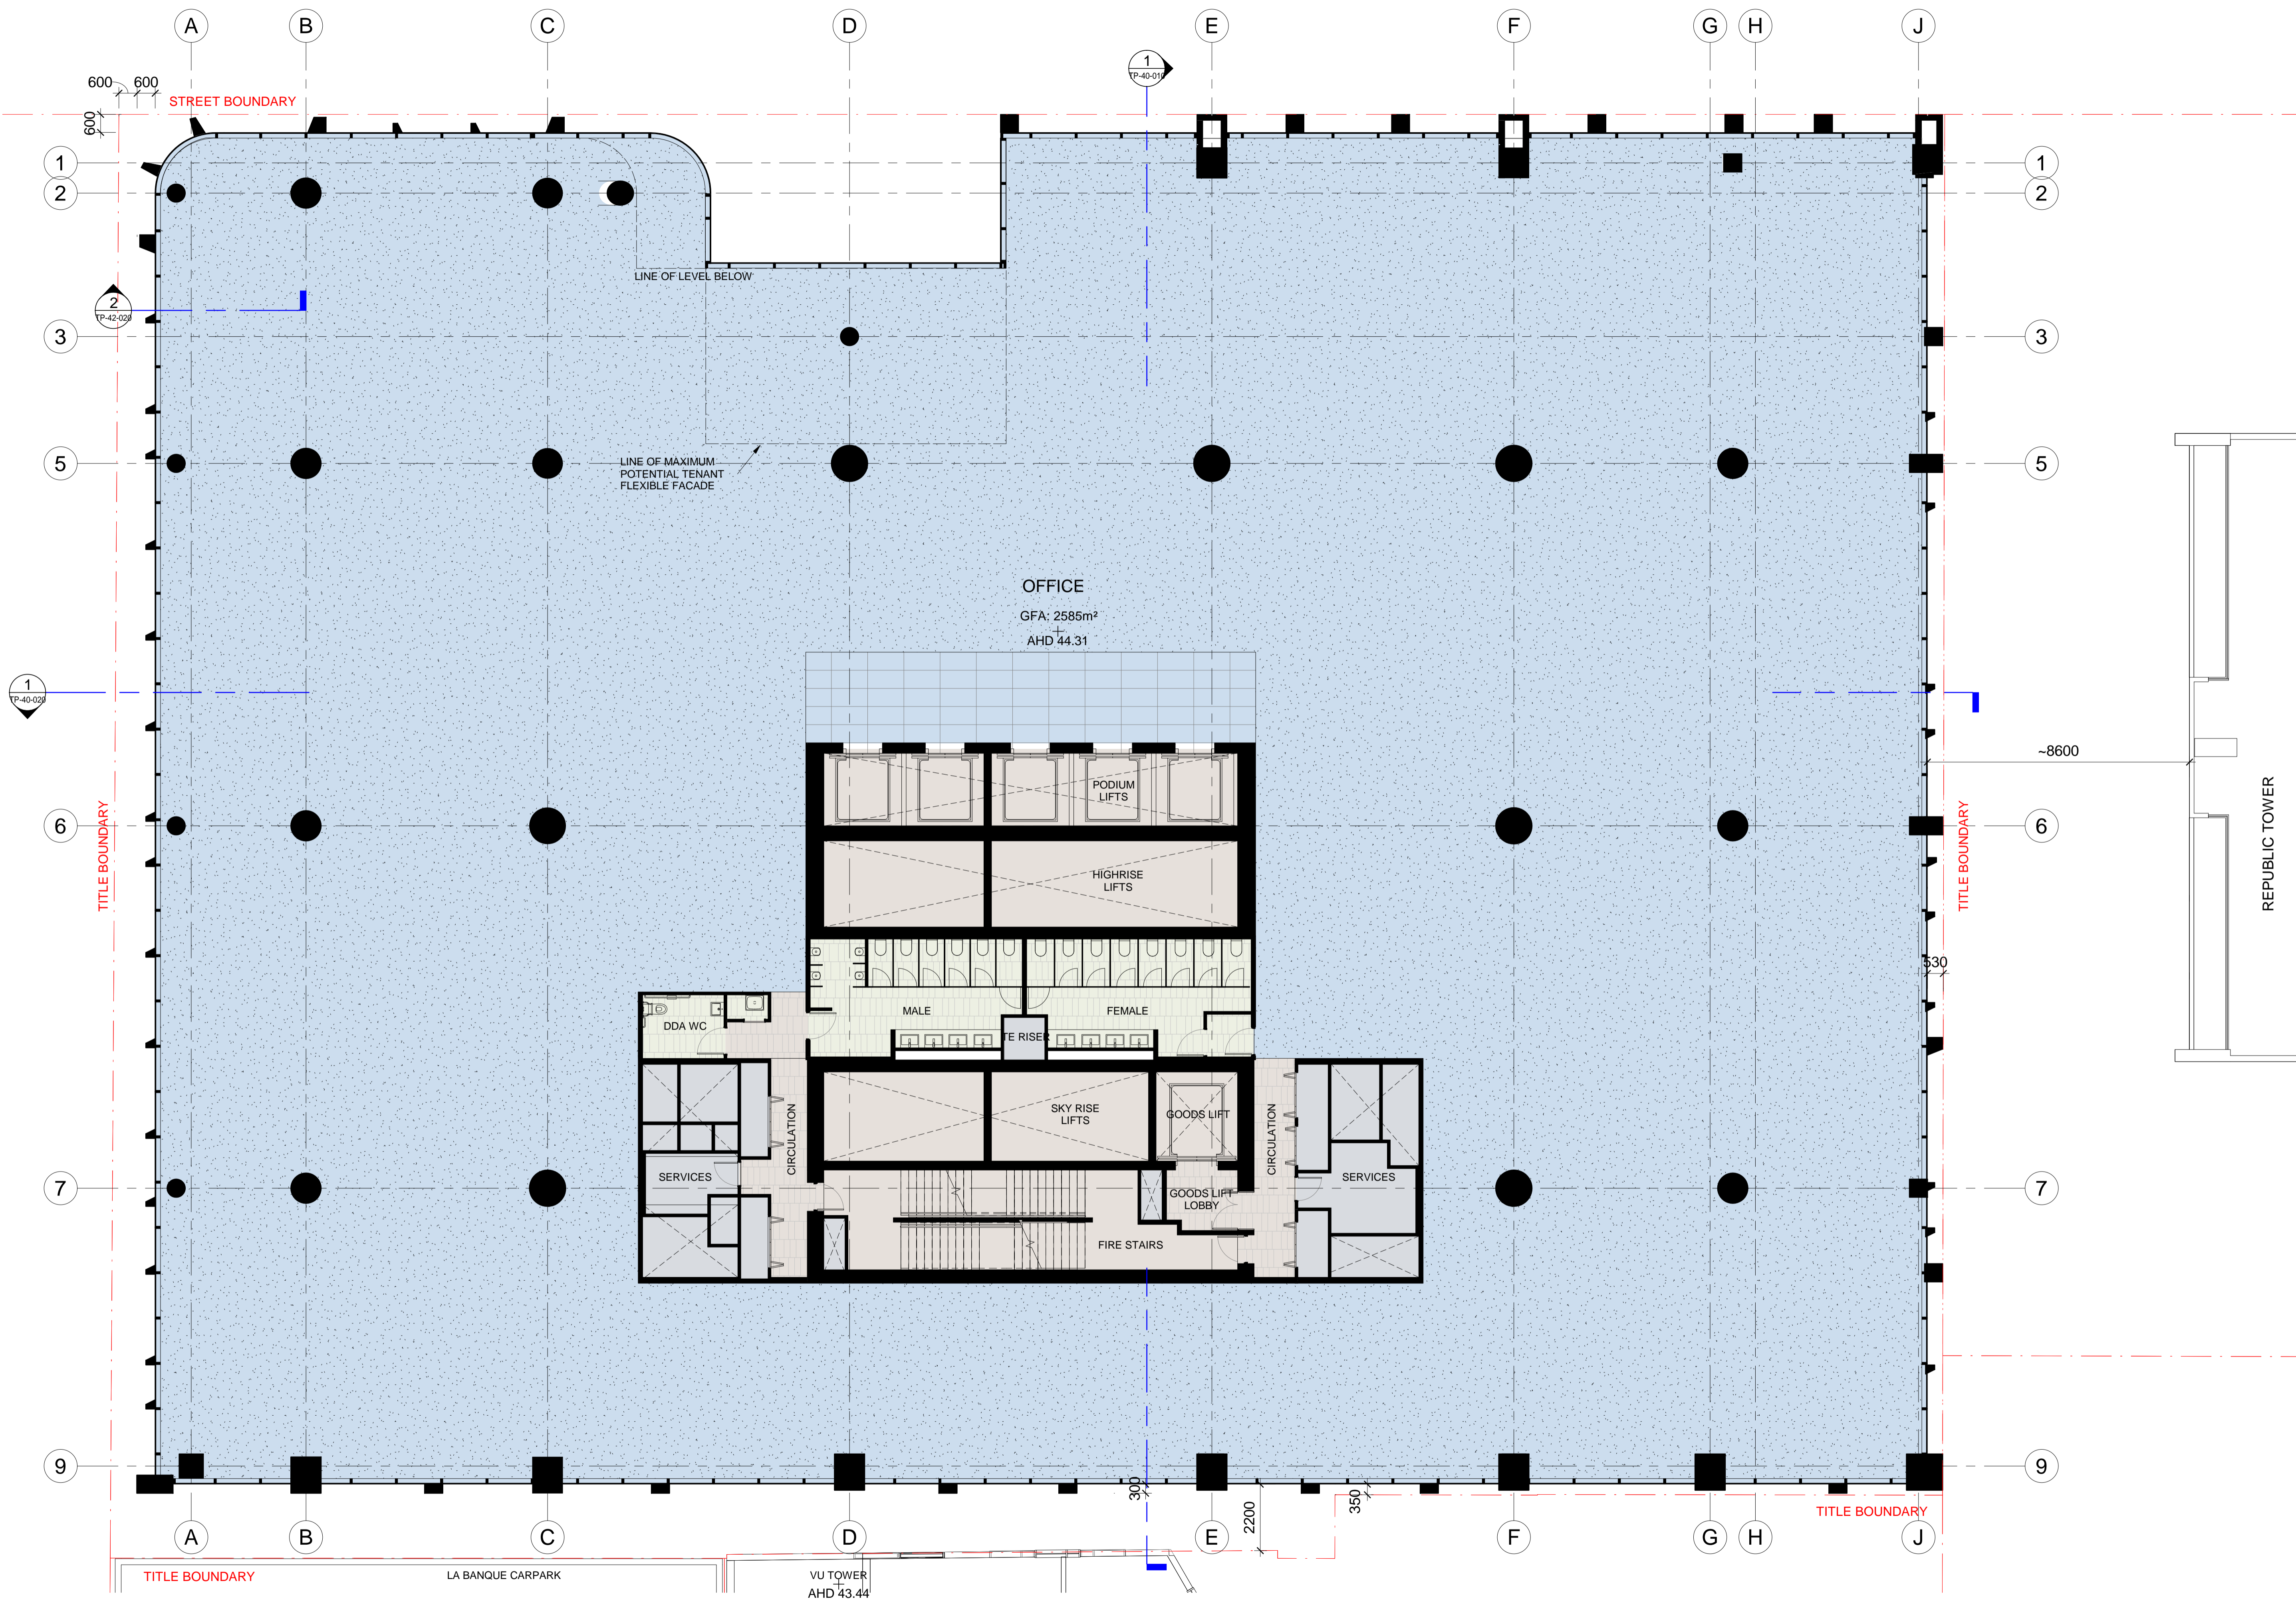 A B C D E F G H J
1
TP-40-010
600 600
STREET BOUNDARY
600
1 1
2 2
LINE OF LEVEL BELOW
2
TP-42-020
3 3
5 5
LINE OF MAXIMUM
POTENTIAL TENANT
FLEXIBLE FACADE
OFFICE
GFA: 2585m²
AHD 44.31
1
TP-40-020
~8600
PODIUM
LIFTS
6 6
TITLE BOUNDARY
TITLE BOUNDARY
REPUBLIC TOWER
HIGHRISE
LIFTS
530
MALE
FEMALE
DDA WC
TE RISER
CIRCULATION
SKY RISE
LIFTS
GOODS LIFT
CIRCULATION
SERVICES
SERVICES
7 7
GOODS LIFT
LOBBY
FIRE STAIRS
9 9
300
2200
350
TITLE BOUNDARY
A B C D E F G H J
TITLE BOUNDARY
LA BANQUE CARPARK
VU TOWER
AHD 43.44